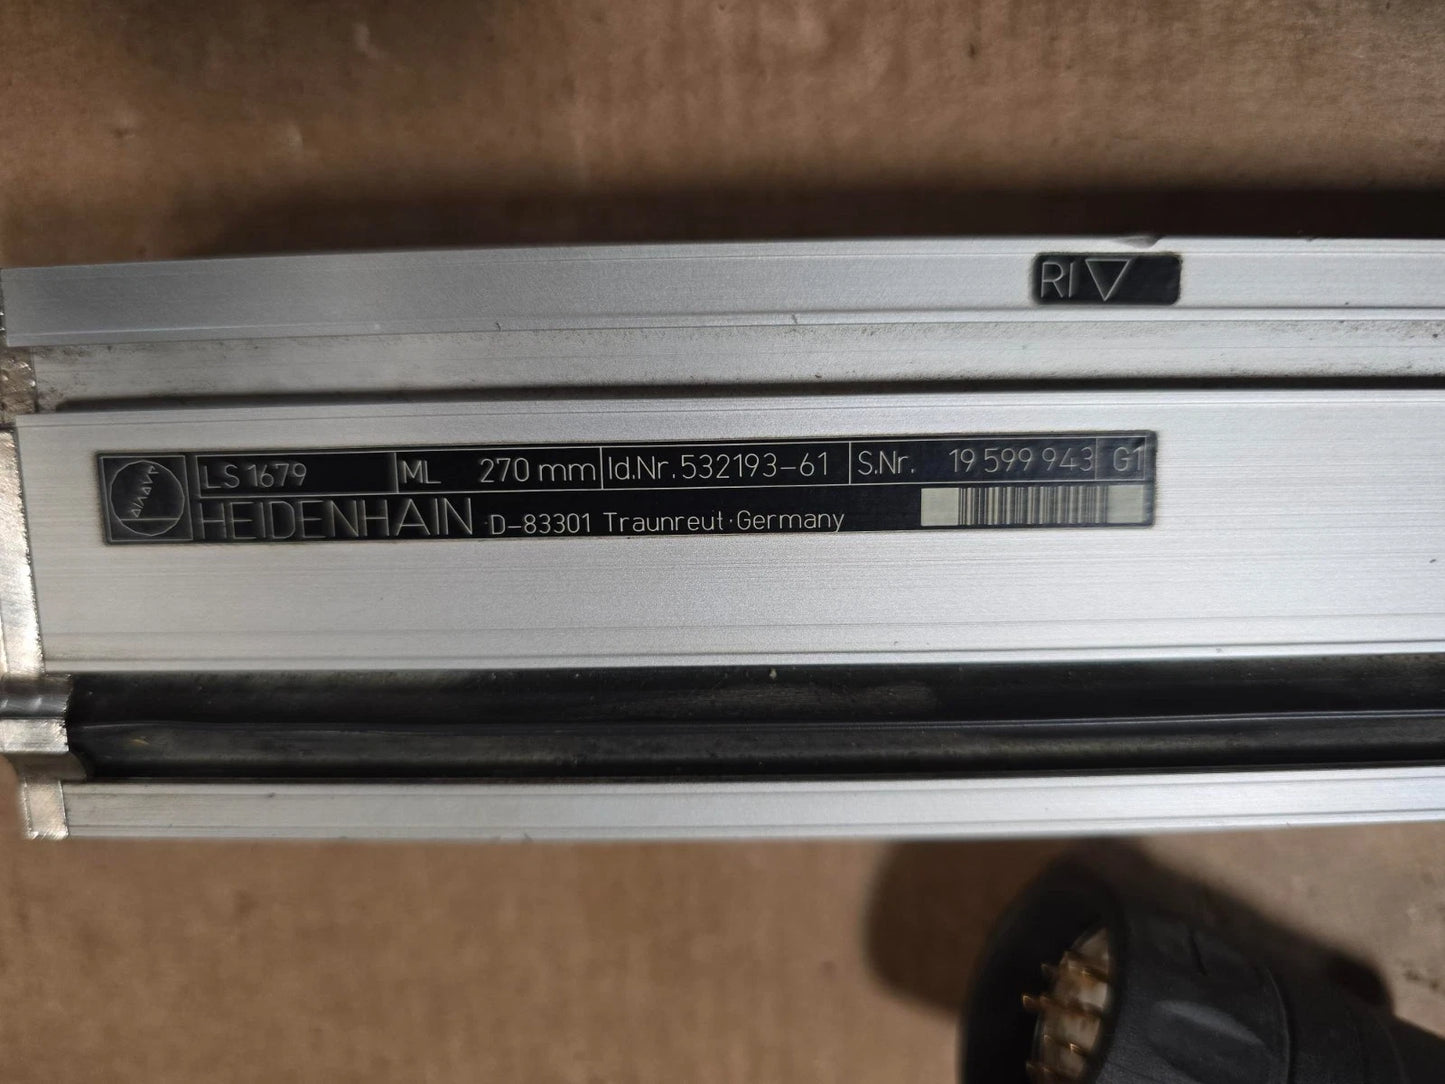 RI ▽
LS 1679 ML 270 mm Id.Nr. 532193-61 S.Nr. 19 599 943 G1
HEIDENHAIN D-83301 Traunreut·Germany